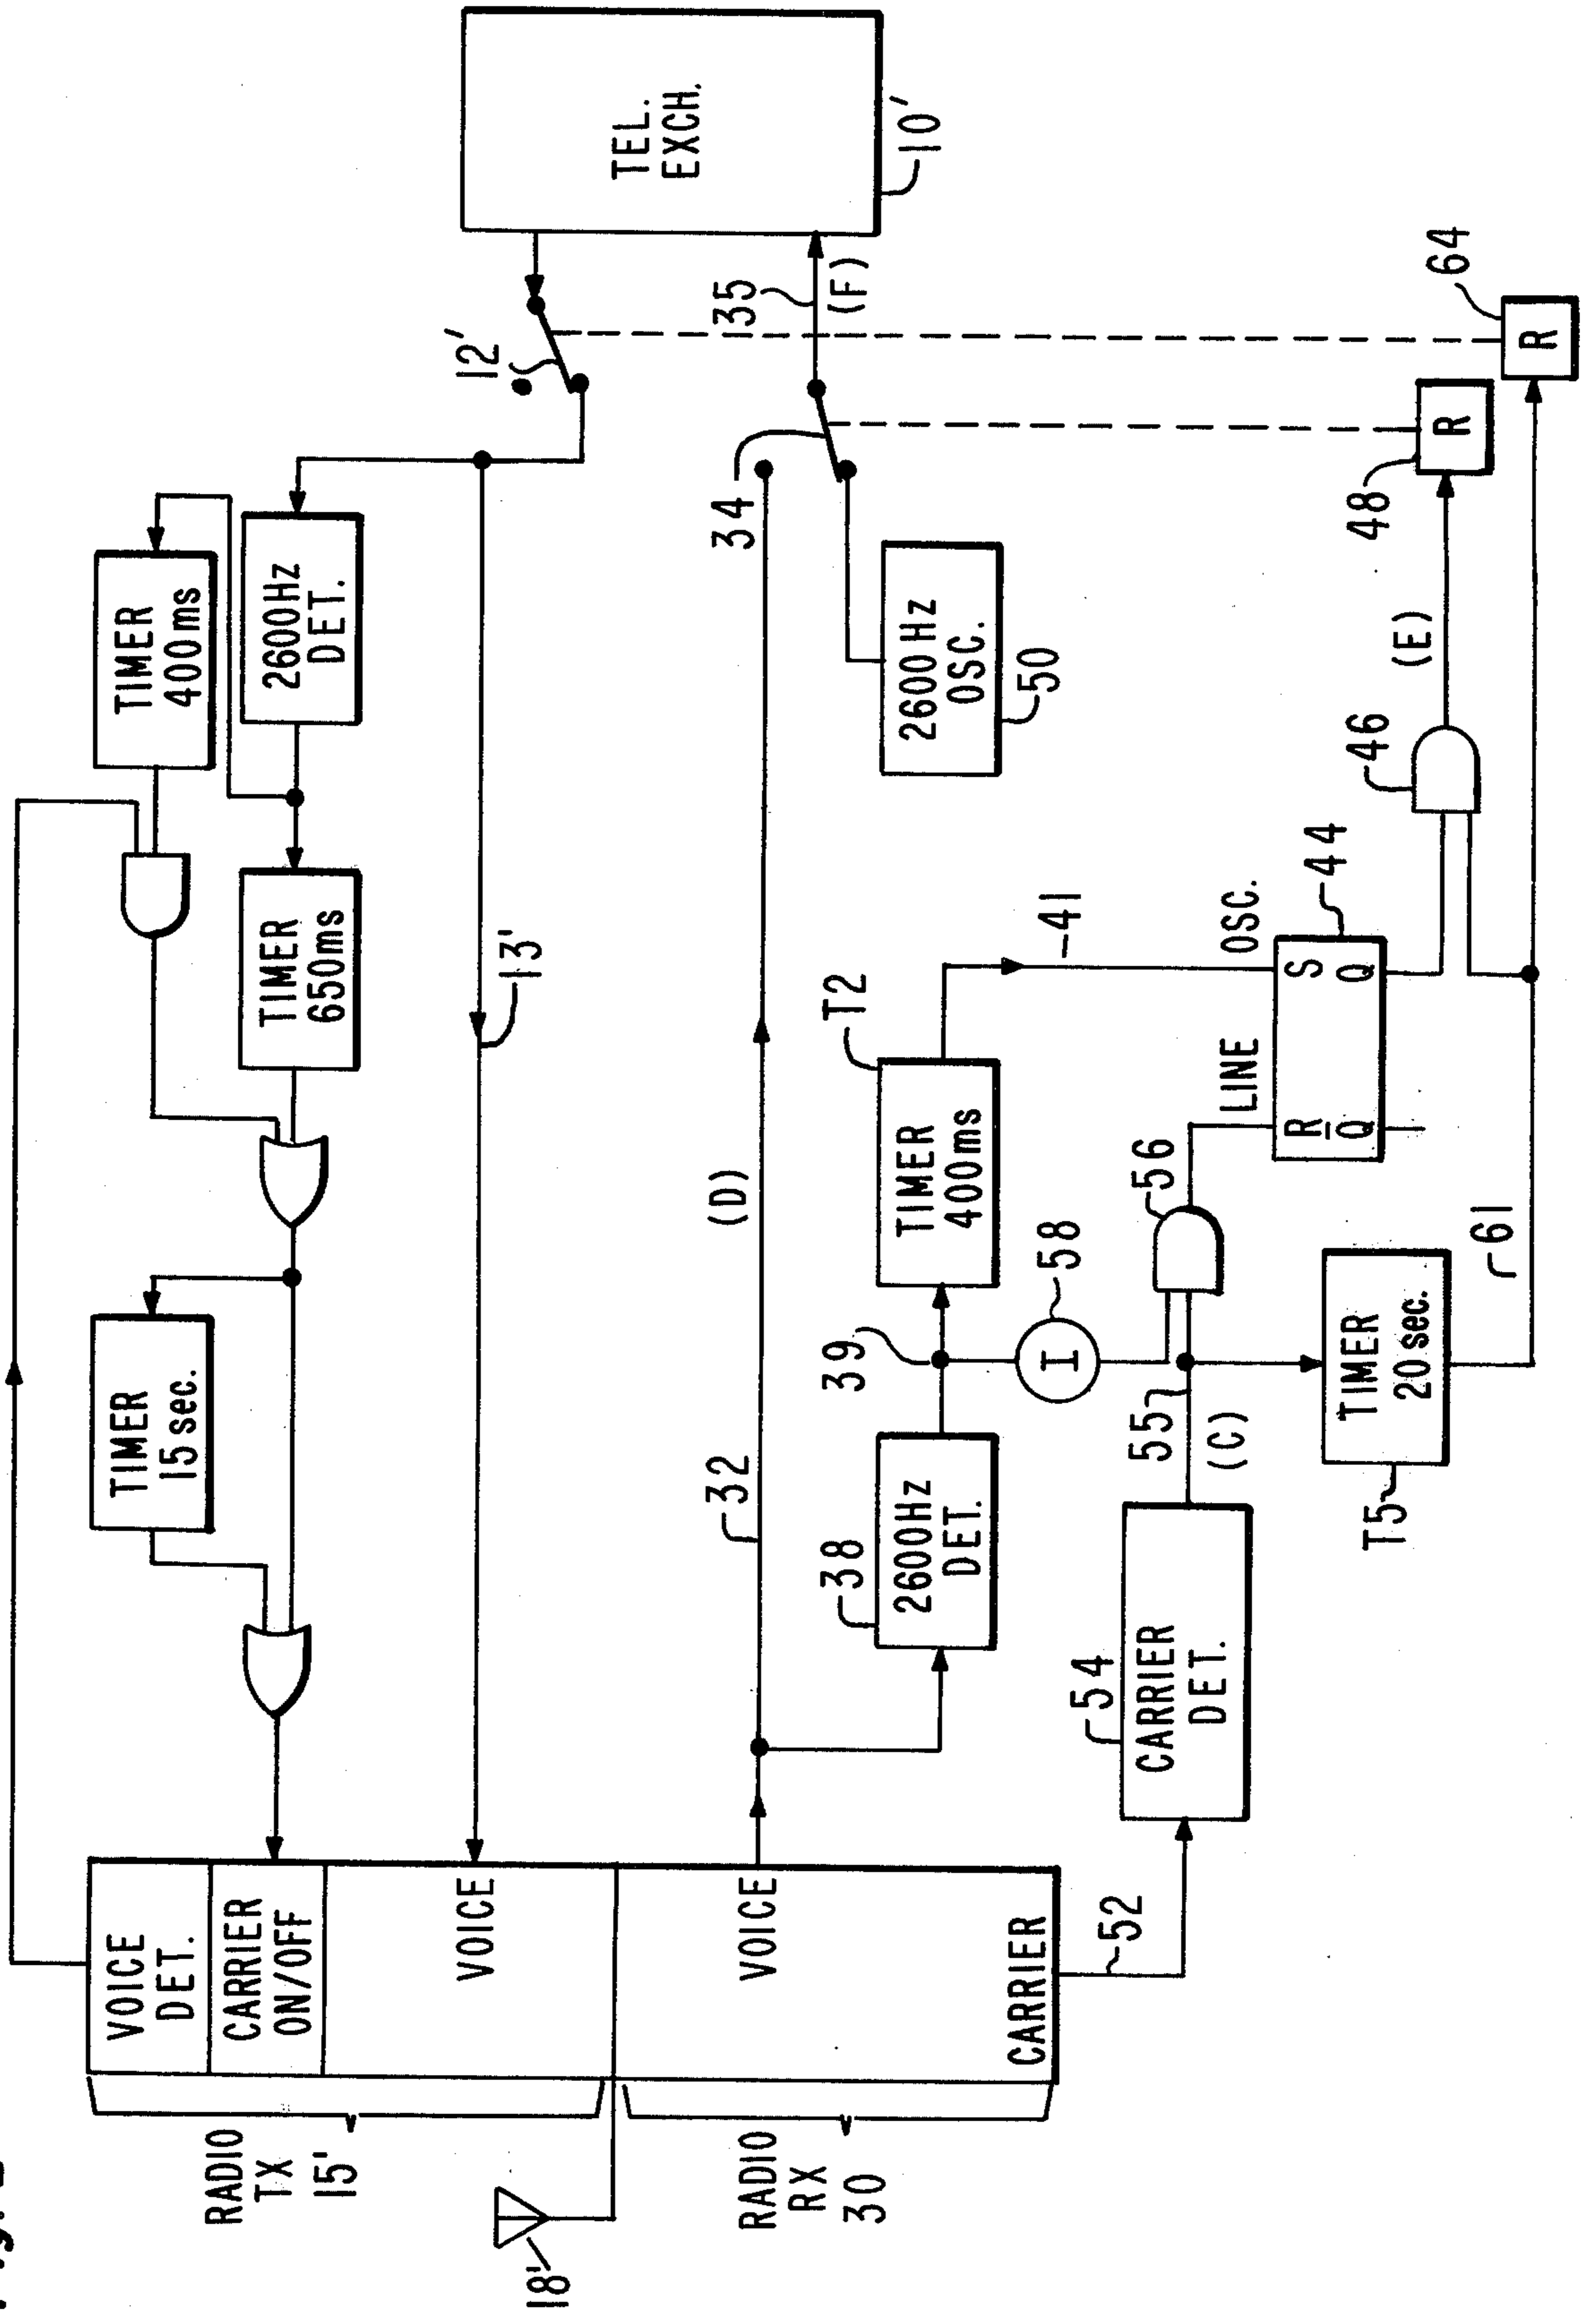 VOICE
DET.
CARRIER
ON/OFF
VOICE
VOICE
CARRIER
RADIO
TX
15'
RADIO
RX
30
18'
TIMER
15 sec.
TIMER
400ms
TIMER
650ms
2600Hz
DET.
13'
12'
TEL.
EXCH.
10'
32
(D)
34
35
(F)
38
2600Hz
DET.
39
TIMER
400ms
T2
41
2600Hz
OSC.
50
52
54
CARRIER
DET.
55
(C)
58
I
56
LINE
OSC.
R
S
Q
Q
44
46
(E)
48
R
64
R
TIMER
20 sec.
T5
61